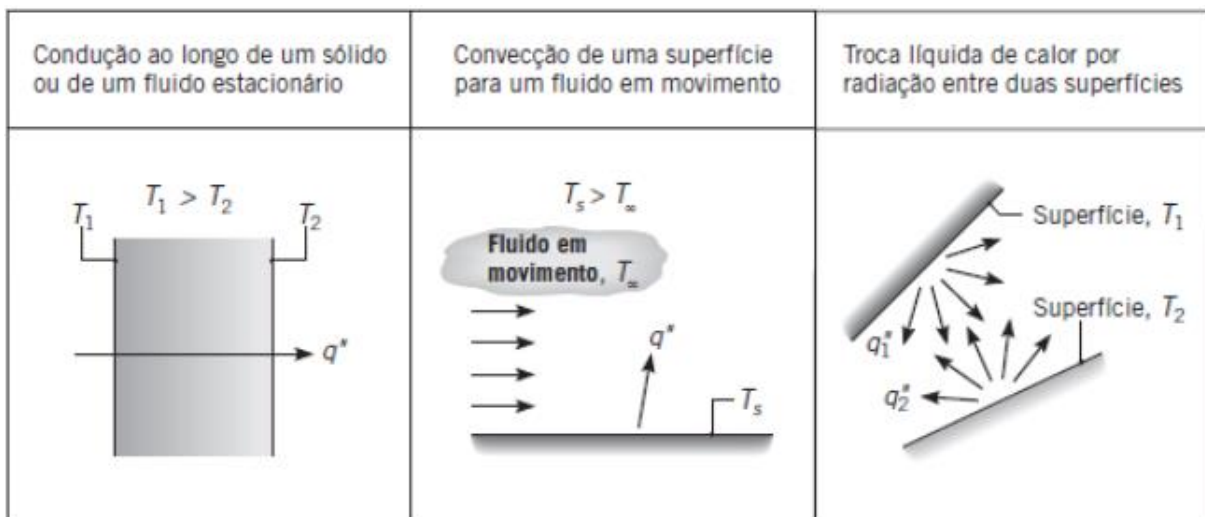 Condução ao longo de um sólido
ou de um fluido estacionário
Convecção de uma superfície
para um fluido em movimento
Troca líquida de calor por
radiação entre duas superfícies
T₁ > T₂
T₁
T₂
q"
Tₛ > T∞
Fluido em
movimento, T∞
q"
Tₛ
Superfície, T₁
Superfície, T₂
q"₁
q"₂